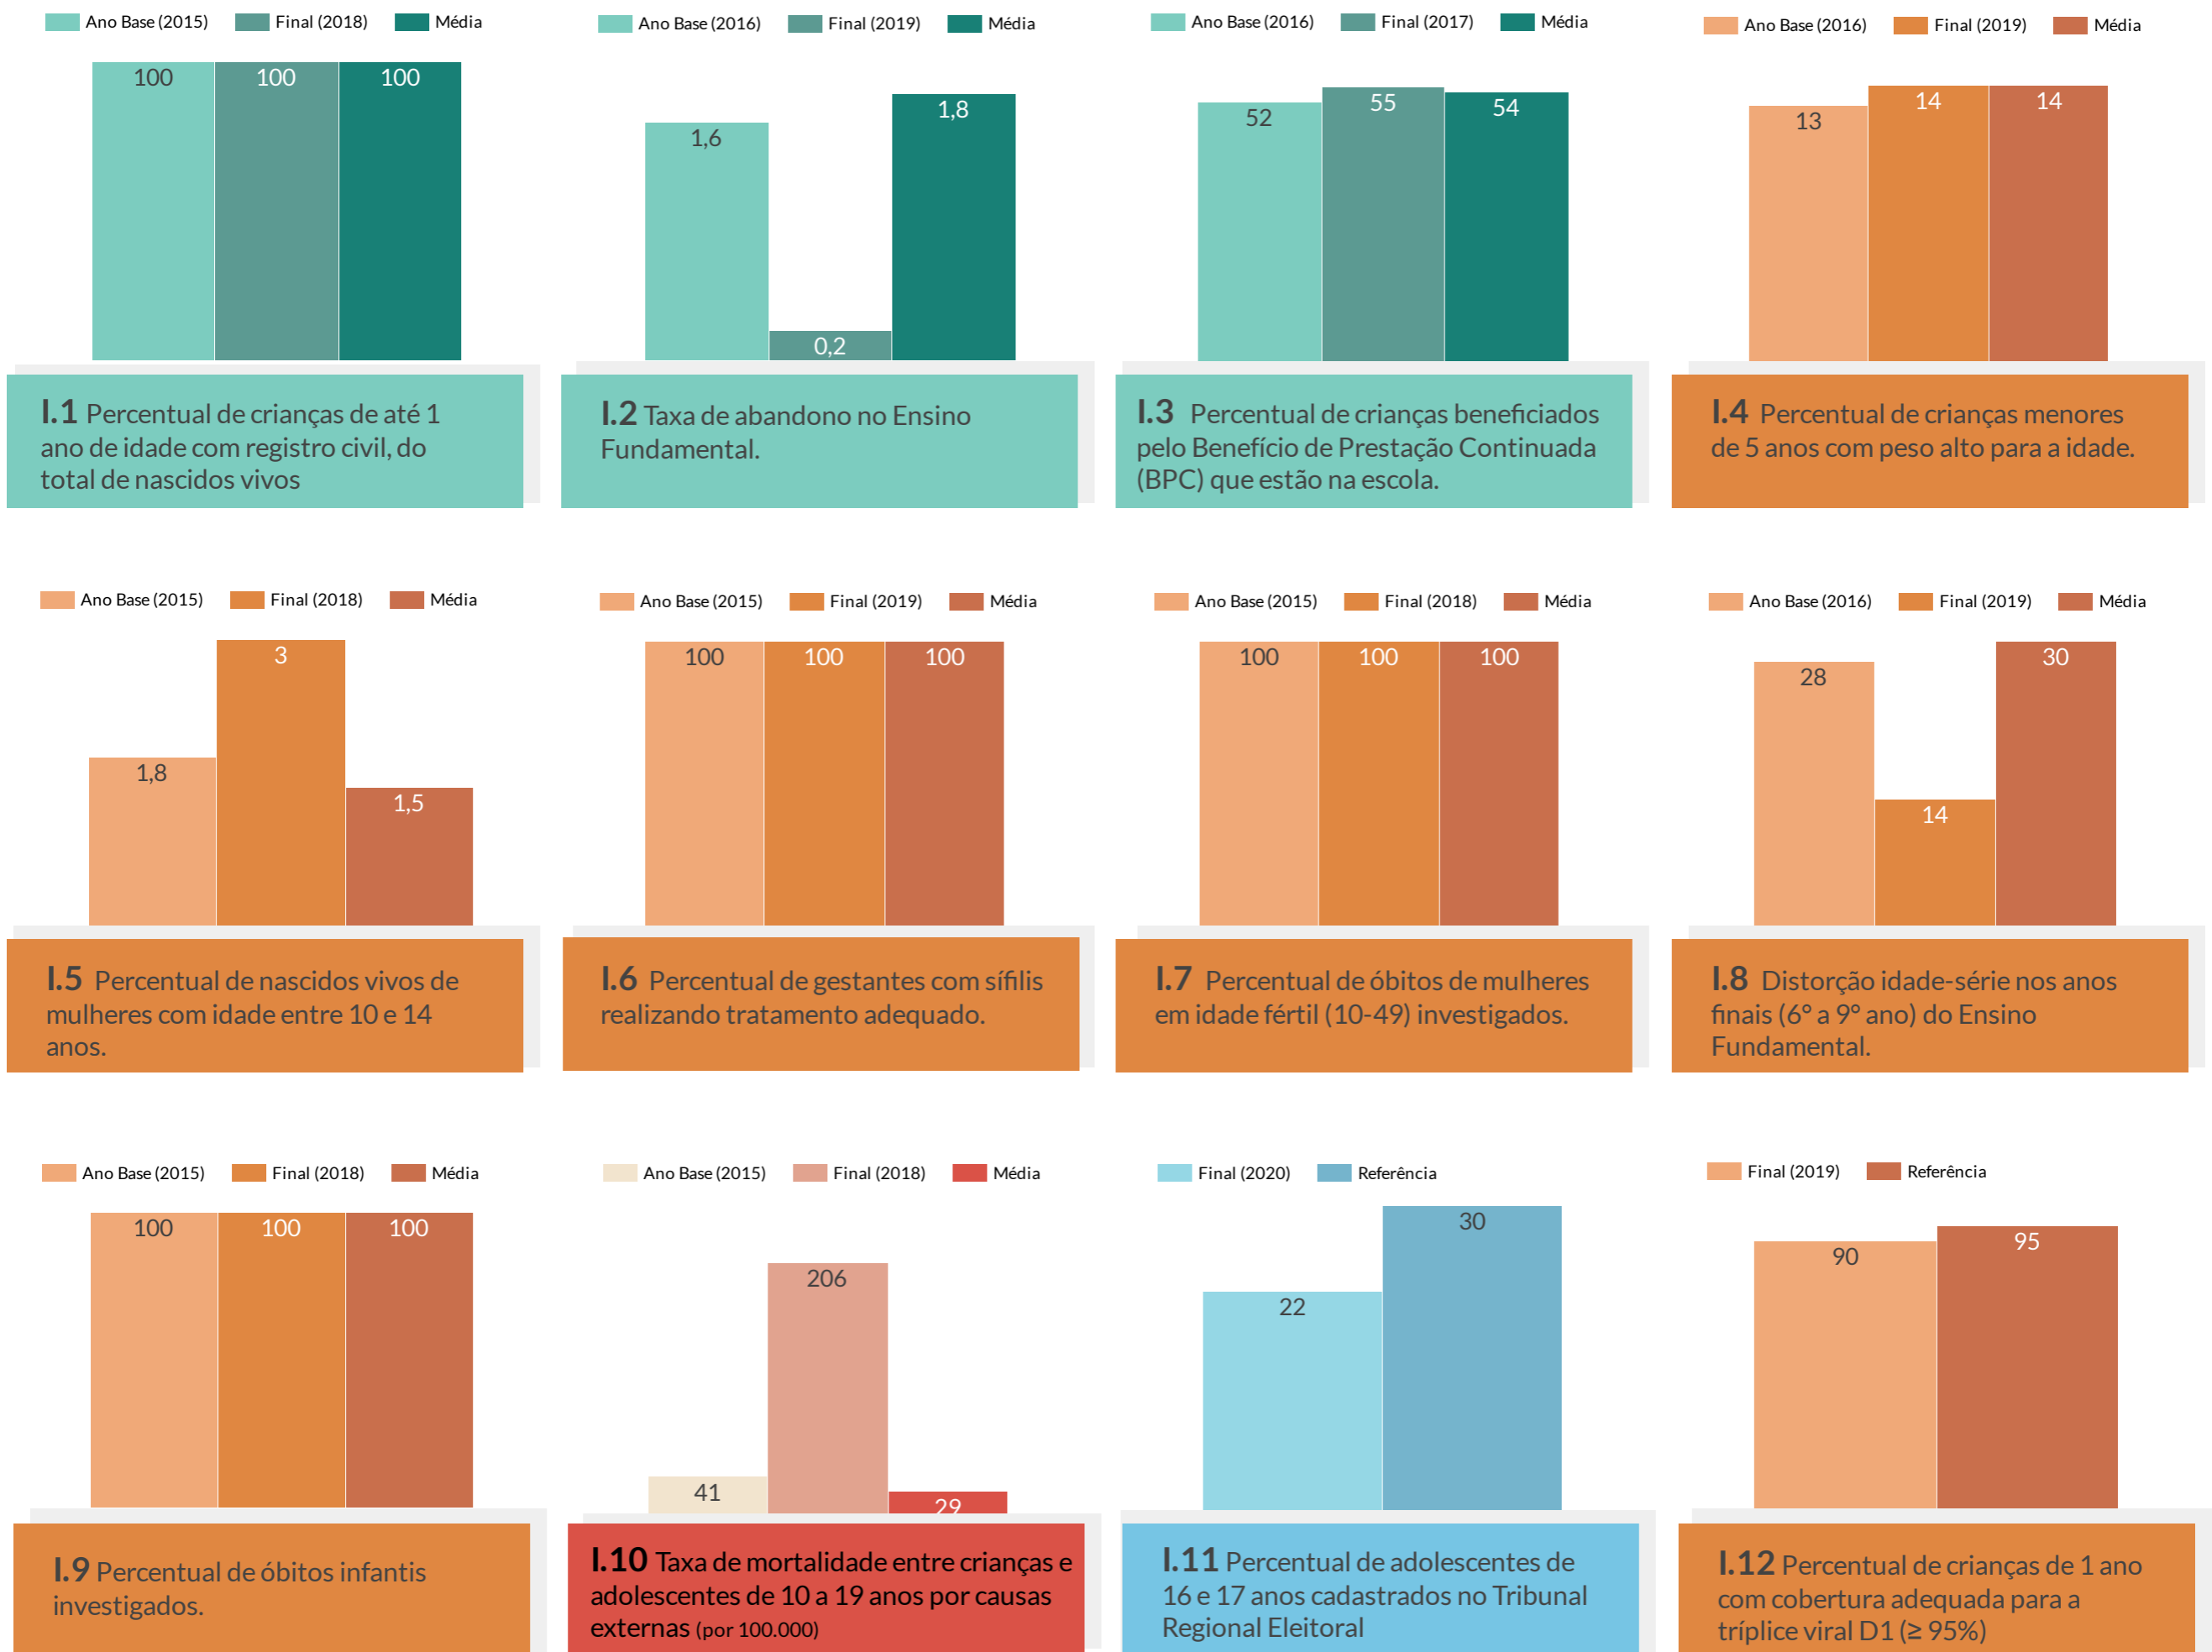 Ano Base (2015) Final (2018) Média
100 100 100
I.1 Percentual de crianças de até 1
ano de idade com registro civil, do
total de nascidos vivos
Ano Base (2016) Final (2019) Média
1,6 0,2 1,8
I.2 Taxa de abandono no Ensino
Fundamental.
Ano Base (2016) Final (2017) Média
52 55 54
I.3 Percentual de crianças beneficiados
pelo Benefício de Prestação Continuada
(BPC) que estão na escola.
Ano Base (2016) Final (2019) Média
13 14 14
I.4 Percentual de crianças menores
de 5 anos com peso alto para a idade.
Ano Base (2015) Final (2018) Média
1,8 3 1,5
I.5 Percentual de nascidos vivos de
mulheres com idade entre 10 e 14
anos.
Ano Base (2015) Final (2019) Média
100 100 100
I.6 Percentual de gestantes com sífilis
realizando tratamento adequado.
Ano Base (2015) Final (2018) Média
100 100 100
I.7 Percentual de óbitos de mulheres
em idade fértil (10-49) investigados.
Ano Base (2016) Final (2019) Média
28 14 30
I.8 Distorção idade-série nos anos
finais (6° a 9° ano) do Ensino
Fundamental.
Ano Base (2015) Final (2018) Média
100 100 100
I.9 Percentual de óbitos infantis
investigados.
Ano Base (2015) Final (2018) Média
41 206 29
I.10 Taxa de mortalidade entre crianças e
adolescentes de 10 a 19 anos por causas
externas (por 100.000)
Final (2020) Referência
22 30
I.11 Percentual de adolescentes de
16 e 17 anos cadastrados no Tribunal
Regional Eleitoral
Final (2019) Referência
90 95
I.12 Percentual de crianças de 1 ano
com cobertura adequada para a
tríplice viral D1 (≥ 95%)